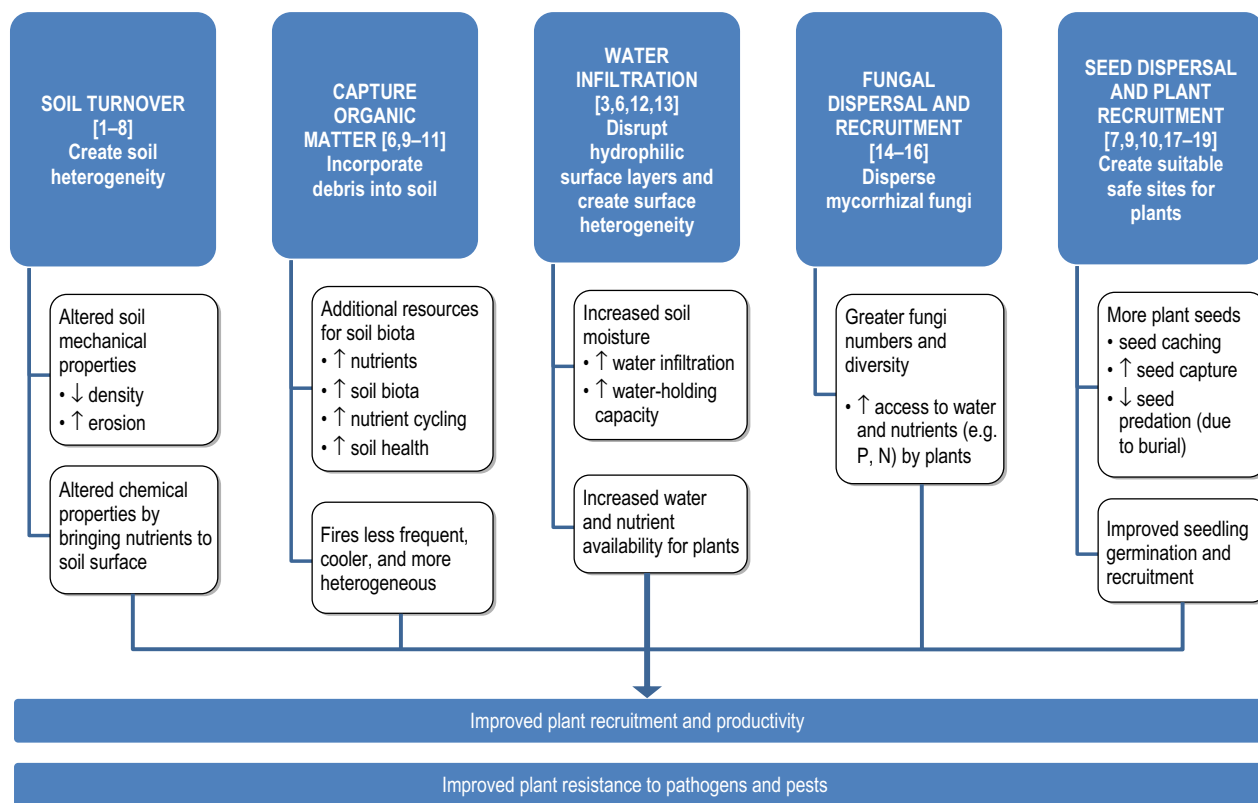 SOIL TURNOVER
[1–8]
Create soil
heterogeneity
CAPTURE
ORGANIC
MATTER [6,9–11]
Incorporate
debris into soil
WATER
INFILTRATION
[3,6,12,13]
Disrupt
hydrophilic
surface layers and
create surface
heterogeneity
FUNGAL
DISPERSAL AND
RECRUITMENT
[14–16]
Disperse
mycorrhizal fungi
SEED DISPERSAL
AND PLANT
RECRUITMENT
[7,9,10,17–19]
Create suitable
safe sites for
plants
Altered soil
mechanical
properties
• ↓ density
• ↑ erosion
Altered chemical
properties by
bringing nutrients to
soil surface
Additional resources
for soil biota
• ↑ nutrients
• ↑ soil biota
• ↑ nutrient cycling
• ↑ soil health
Fires less frequent,
cooler, and more
heterogeneous
Increased soil
moisture
• ↑ water infiltration
• ↑ water-holding
capacity
Increased water
and nutrient
availability for plants
Greater fungi
numbers and
diversity
• ↑ access to water
and nutrients (e.g.
P, N) by plants
More plant seeds
• seed caching
• ↑ seed capture
• ↓ seed
predation (due
to burial)
Improved seedling
germination and
recruitment
Improved plant recruitment and productivity
Improved plant resistance to pathogens and pests